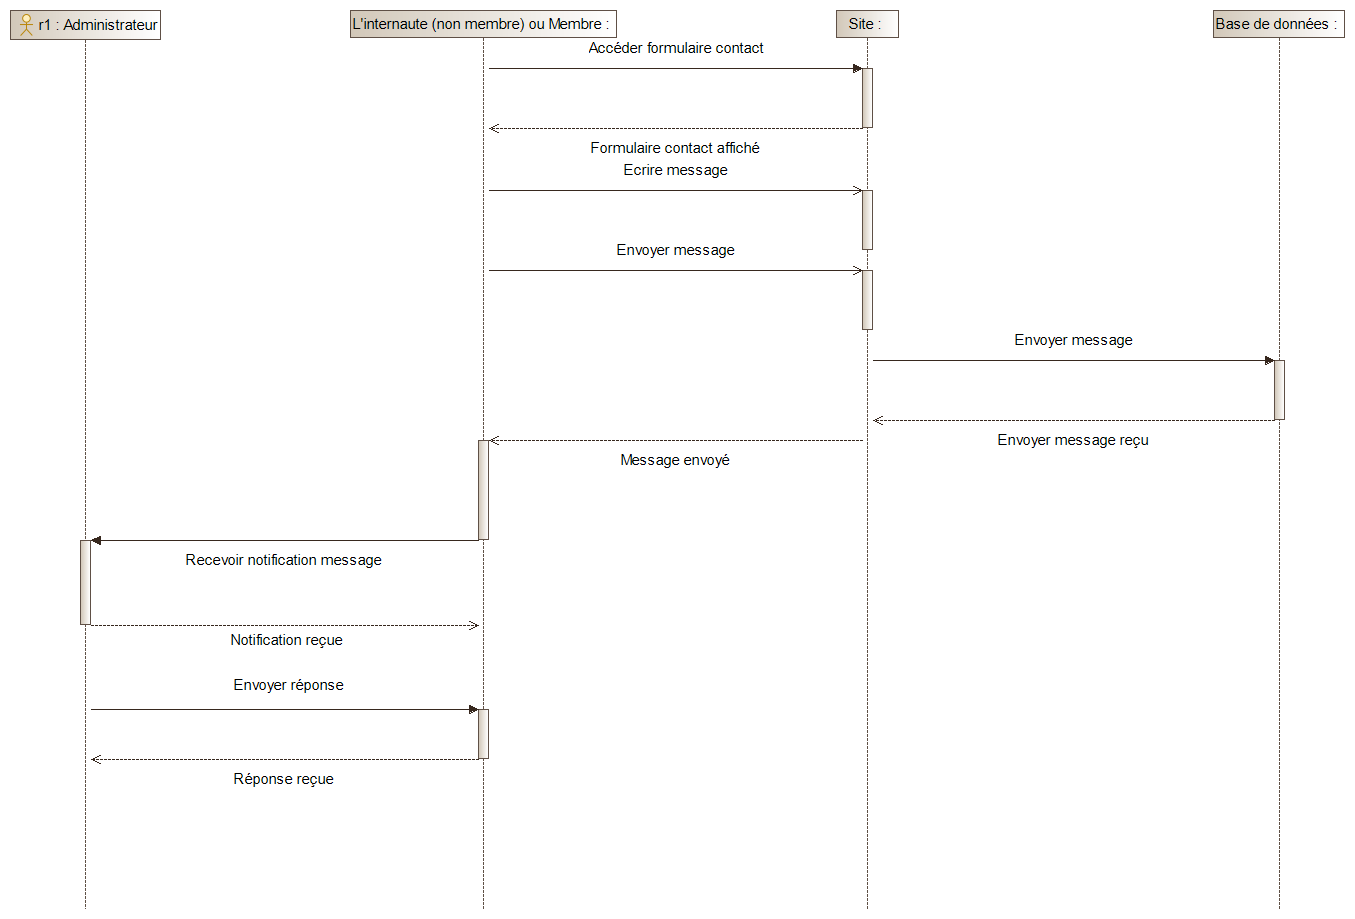 r1 : Administrateur
L'internaute (non membre) ou Membre :
Site :
Base de données :
Accéder formulaire contact
Formulaire contact affiché
Ecrire message
Envoyer message
Envoyer message
Envoyer message reçu
Message envoyé
Recevoir notification message
Notification reçue
Envoyer réponse
Réponse reçue